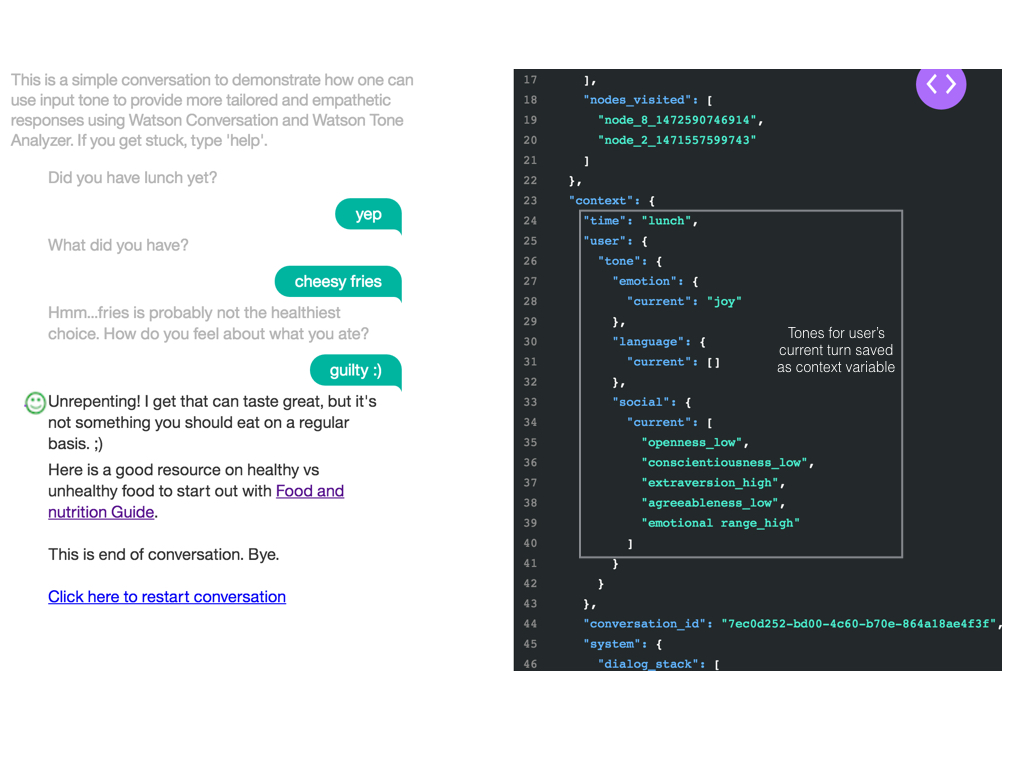 This is a simple conversation to demonstrate how one can
use input tone to provide more tailored and empathetic
responses using Watson Conversation and Watson Tone
Analyzer. If you get stuck, type 'help'.
Did you have lunch yet?
yep
What did you have?
cheesy fries
Hmm...fries is probably not the healthiest
choice. How do you feel about what you ate?
guilty :)
Unrepenting! I get that can taste great, but it's
not something you should eat on a regular
basis. ;)
Here is a good resource on healthy vs
unhealthy food to start out with Food and
nutrition Guide.
This is end of conversation. Bye.
Click here to restart conversation
17 ],
18 "nodes_visited": [
19 "node_8_1472590746914",
20 "node_2_1471557599743"
21 ]
22 },
23 "context": {
24 "time": "lunch",
25 "user": {
26 "tone": {
27 "emotion": {
28 "current": "joy"
29 },
30 "language": {
31 "current": []
32 },
33 "social": {
34 "current": [
35 "openness_low",
36 "conscientiousness_low",
37 "extraversion_high",
38 "agreeableness_low",
39 "emotional range_high"
40 ]
41 }
42 }
43 },
44 "conversation_id": "7ec0d252-bd00-4c60-b70e-864a18ae4f3f",
45 "system": {
46 "dialog_stack": [
Tones for user's
current turn saved
as context variable